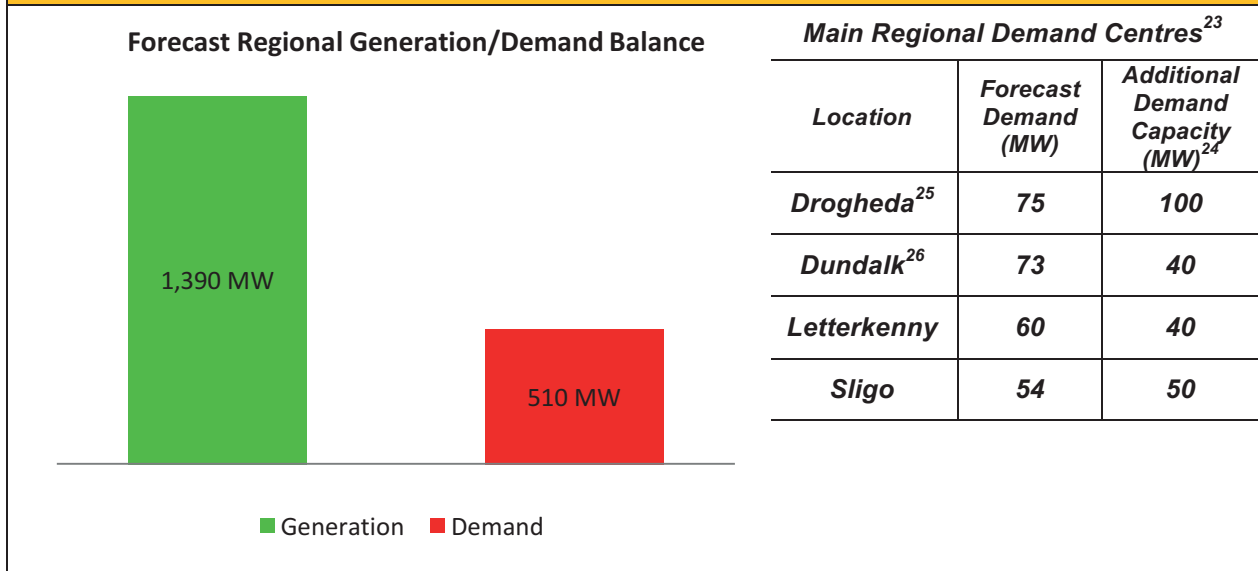 Forecast Regional Generation/Demand Balance
1,390 MW
510 MW
Generation Demand
Main Regional Demand Centres23
Location Forecast Demand (MW) Additional Demand Capacity (MW)24
Drogheda25 75 100
Dundalk26 73 40
Letterkenny 60 40
Sligo 54 50